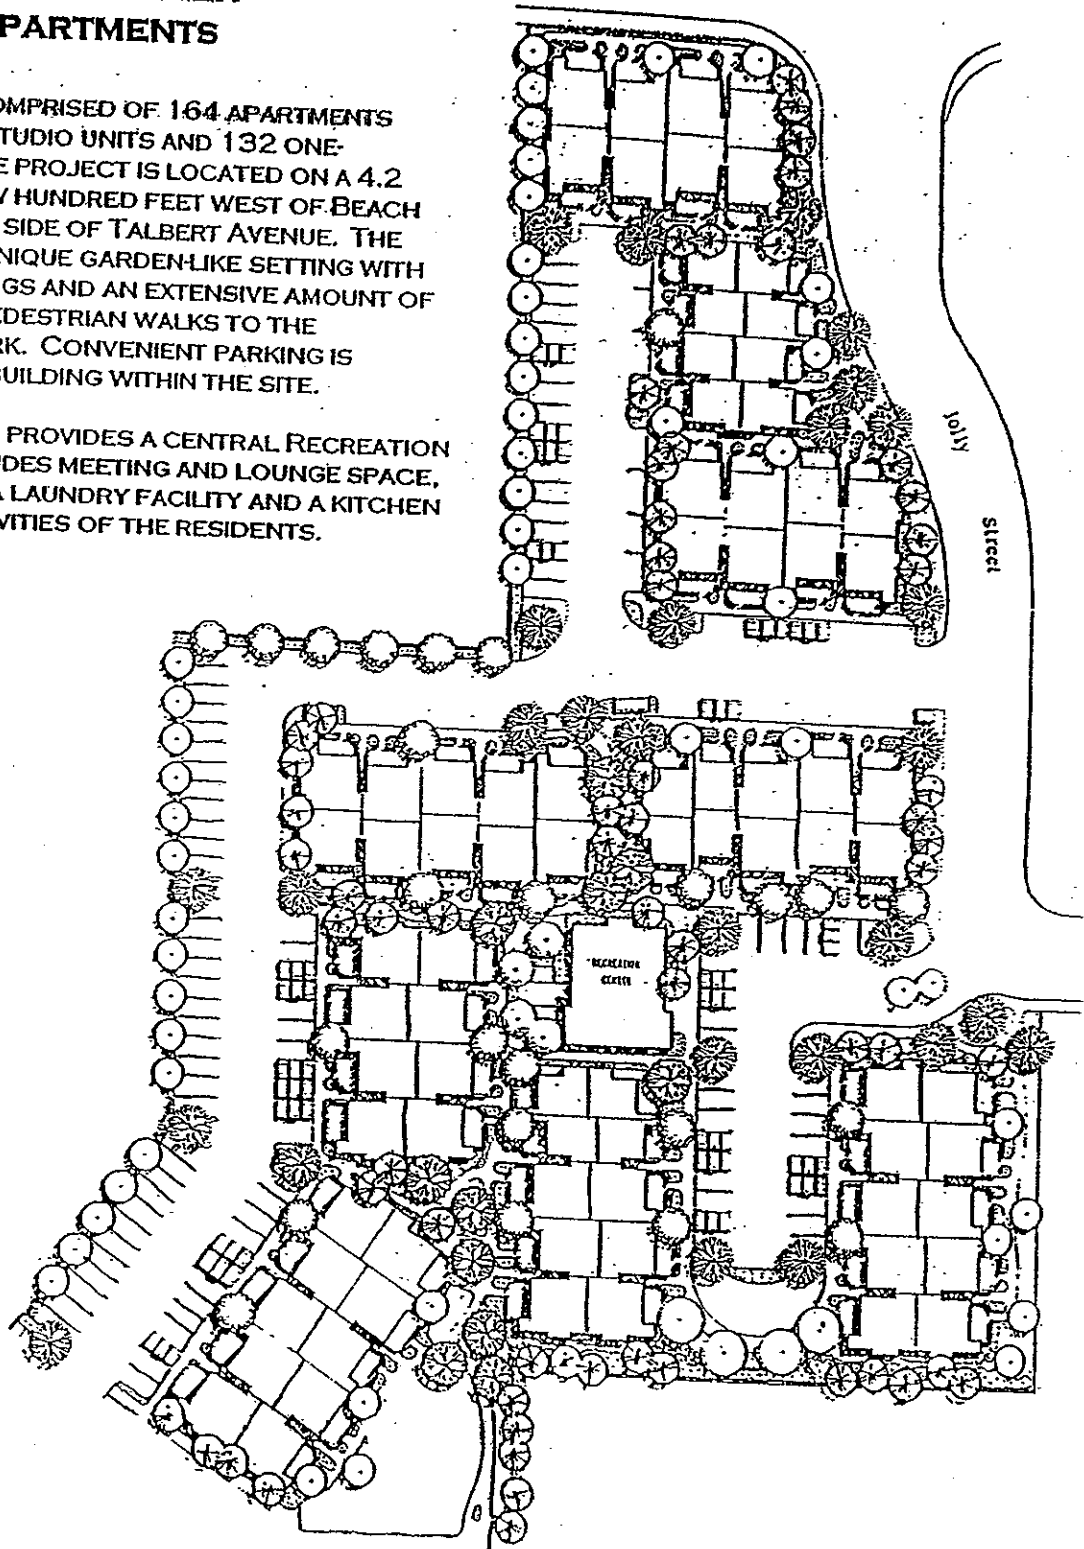 PARTMENTS
OMPRISED OF 164 APARTMENTS
TUDIO UNITS AND 132 ONE-
E PROJECT IS LOCATED ON A 4.2
V HUNDRED FEET WEST OF BEACH
SIDE OF TALBERT AVENUE. THE
NIQUE GARDEN-LIKE SETTING WITH
GS AND AN EXTENSIVE AMOUNT OF
EDESTRIAN WALKS TO THE
RK. CONVENIENT PARKING IS
BUILDING WITHIN THE SITE.
PROVIDES A CENTRAL RECREATION
DES MEETING AND LOUNGE SPACE,
A LAUNDRY FACILITY AND A KITCHEN
VITIES OF THE RESIDENTS.
Jolly
Street
RECREATION
CENTER